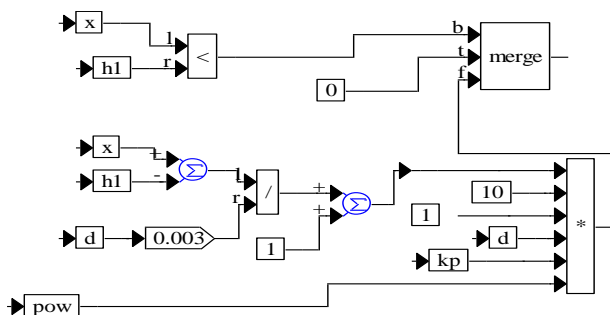 x
l
b
h1
r
<
t
merge
0
f
x
+
h1
-
Σ
l
r
/
+
+
Σ
10
1
*
d
0.003
1
d
kp
pow